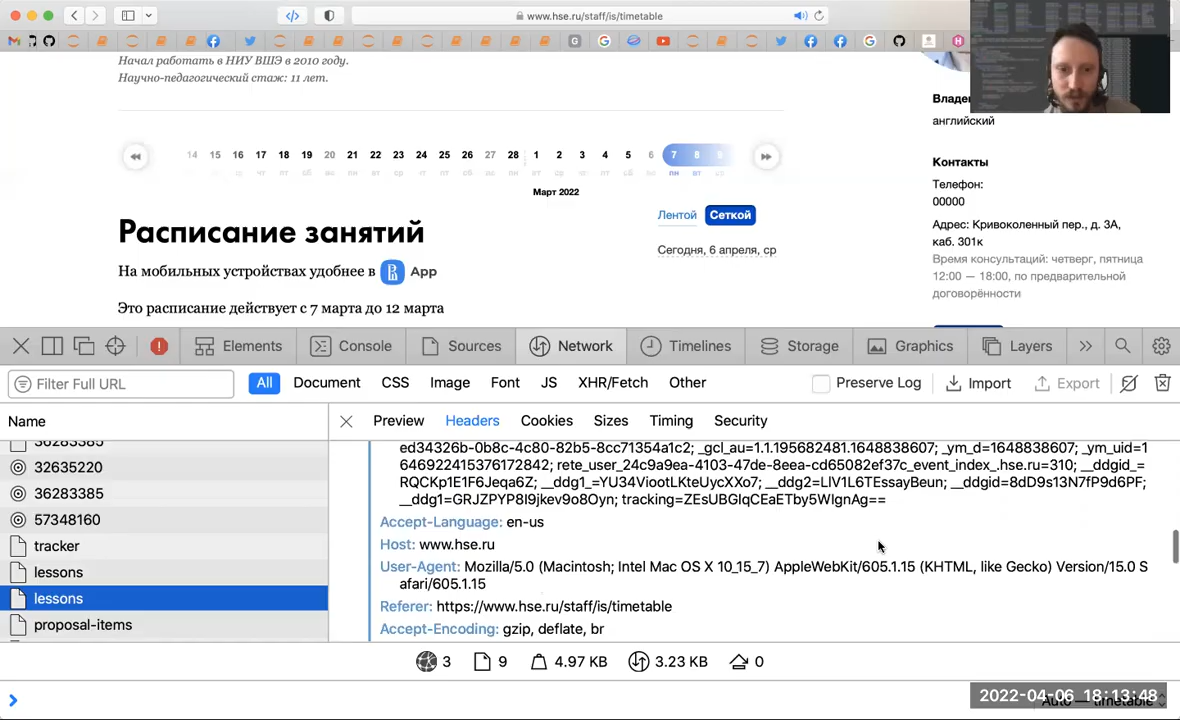 www.hse.ru/staff/is/timetable
Начал работать в НИУ ВШЭ в 2010 году.
Научно-педагогический стаж: 11 лет.
английский
Контакты
Телефон:
00000
Адрес: Кривоколенный пер., д. 3А,
каб. 301к
Время консультаций: четверг, пятница
12:00 — 18:00, по предварительной
договорённости
14 15 16 17 18 19 20 21 22 23 24 25 26 27 28 1 2 3 4 5 6 7 8 9
Март 2022
Расписание занятий
Лентой Сеткой
Сегодня, 6 апреля, ср
На мобильных устройствах удобнее в App
Это расписание действует с 7 марта до 12 марта
Elements Console Sources Network Timelines Storage Graphics Layers
Filter Full URL All Document CSS Image Font JS XHR/Fetch Other Preserve Log Import Export
Name Preview Headers Cookies Sizes Timing Security
36283385
32635220
36283385
57348160
tracker
lessons
lessons
proposal-items
ed34326b-0b8c-4c80-82b5-8cc71354a1c2; _gcl_au=1.1.195682481.1648838607; _ym_d=1648838607; _ym_uid=1
646922415376172842; rete_user_24c9a9ea-4103-47de-8eea-cd65082ef37c_event_index_.hse.ru=310; __ddgid_=
RQCKp1E1F6Jeqa6Z; __ddg1_=YU34ViootLKteUycXXo7; __ddg2=LlV1L6TEssayBeun; __ddgid=8dD9s13N7fP9d6PF;
__ddg1=GRJZPYP8I9jkev9o8Oyn; tracking=ZEsUBGlqCEaETby5WIgnAg==
Accept-Language: en-us
Host: www.hse.ru
User-Agent: Mozilla/5.0 (Macintosh; Intel Mac OS X 10_15_7) AppleWebKit/605.1.15 (KHTML, like Gecko) Version/15.0 S
afari/605.1.15
Referer: https://www.hse.ru/staff/is/timetable
Accept-Encoding: gzip, deflate, br
3 9 4.97 KB 3.23 KB 0
2022-04-06 18:13:48